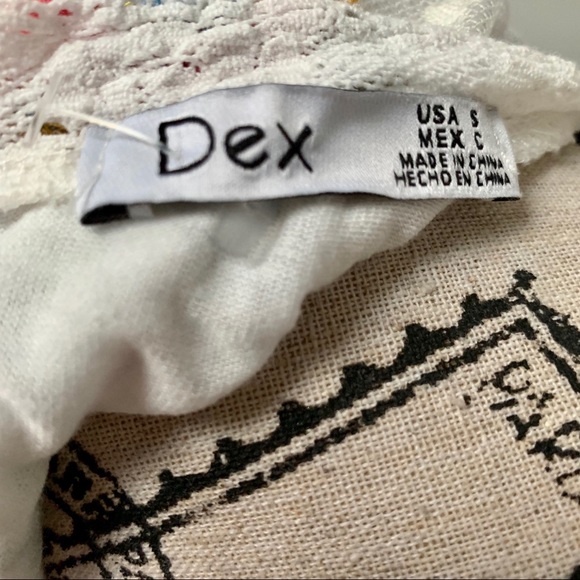 Dex
USA S
MEX C
MADE IN CHINA
HECHO EN CHINA